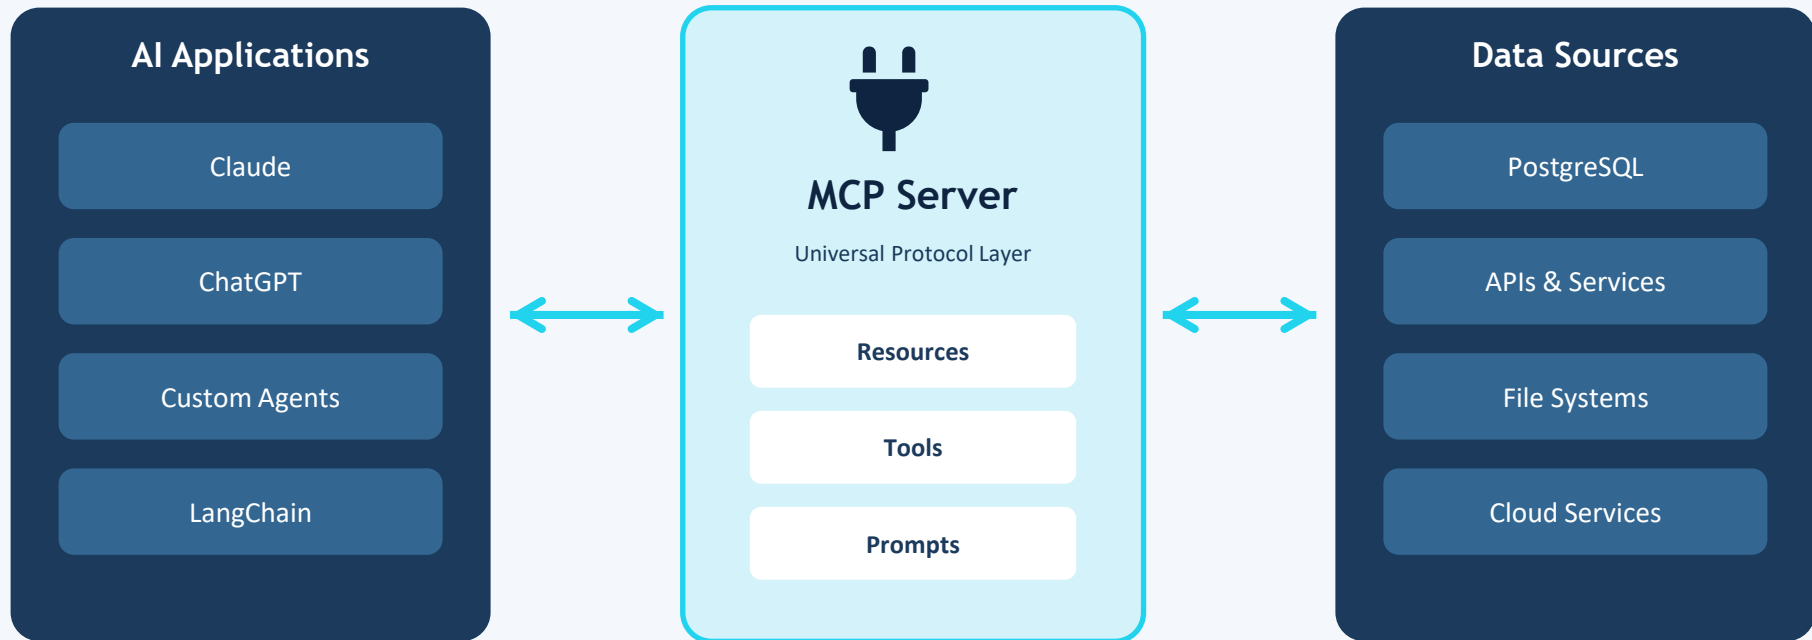 AI Applications
Claude
ChatGPT
Custom Agents
LangChain
MCP Server
Universal Protocol Layer
Resources
Tools
Prompts
Data Sources
PostgreSQL
APIs & Services
File Systems
Cloud Services